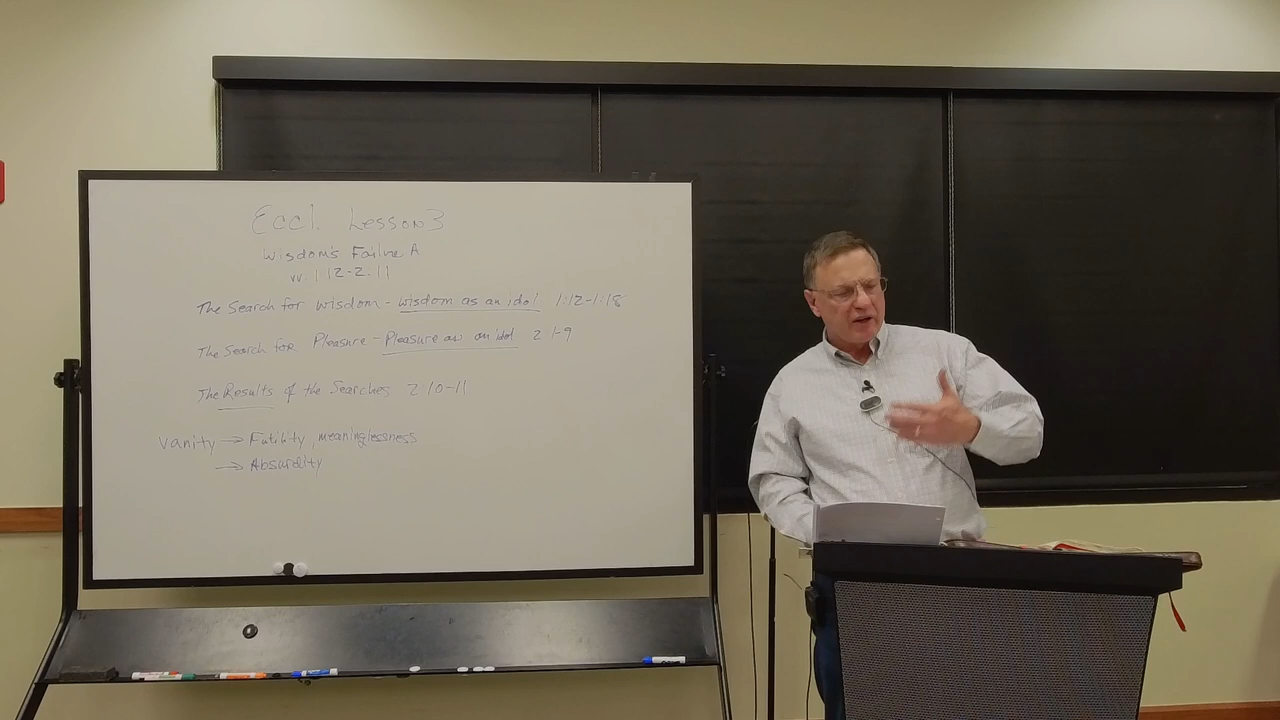 Eccl. Lesson 3
Wisdom's Failure A
vv. 1:12-2:11
The Search for wisdom - wisdom as an idol 1:12-1:18
The Search for Pleasure - Pleasure as an idol 2:1-9
The Results of the Searches 2:10-11
vanity → Futility, meaninglessness
→ Absurdity